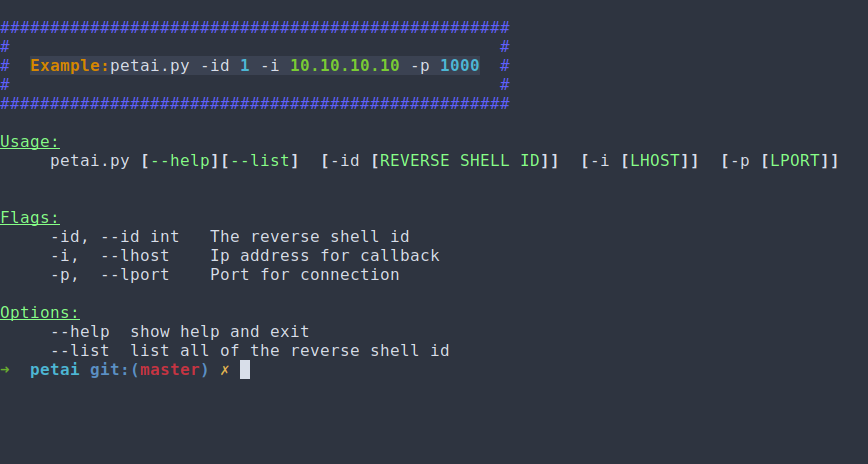 ###################################################
#                                                 #
#  Example:petai.py -id 1 -i 10.10.10.10 -p 1000  #
#                                                 #
###################################################
Usage:
     petai.py [--help][--list]  [-id [REVERSE SHELL ID]]  [-i [LHOST]]  [-p [LPORT]]
Flags:
     -id, --id int   The reverse shell id
     -i,  --lhost    Ip address for callback
     -p,  --lport    Port for connection
Options:
     --help  show help and exit
     --list  list all of the reverse shell id
➜  petai git:(master) ✗